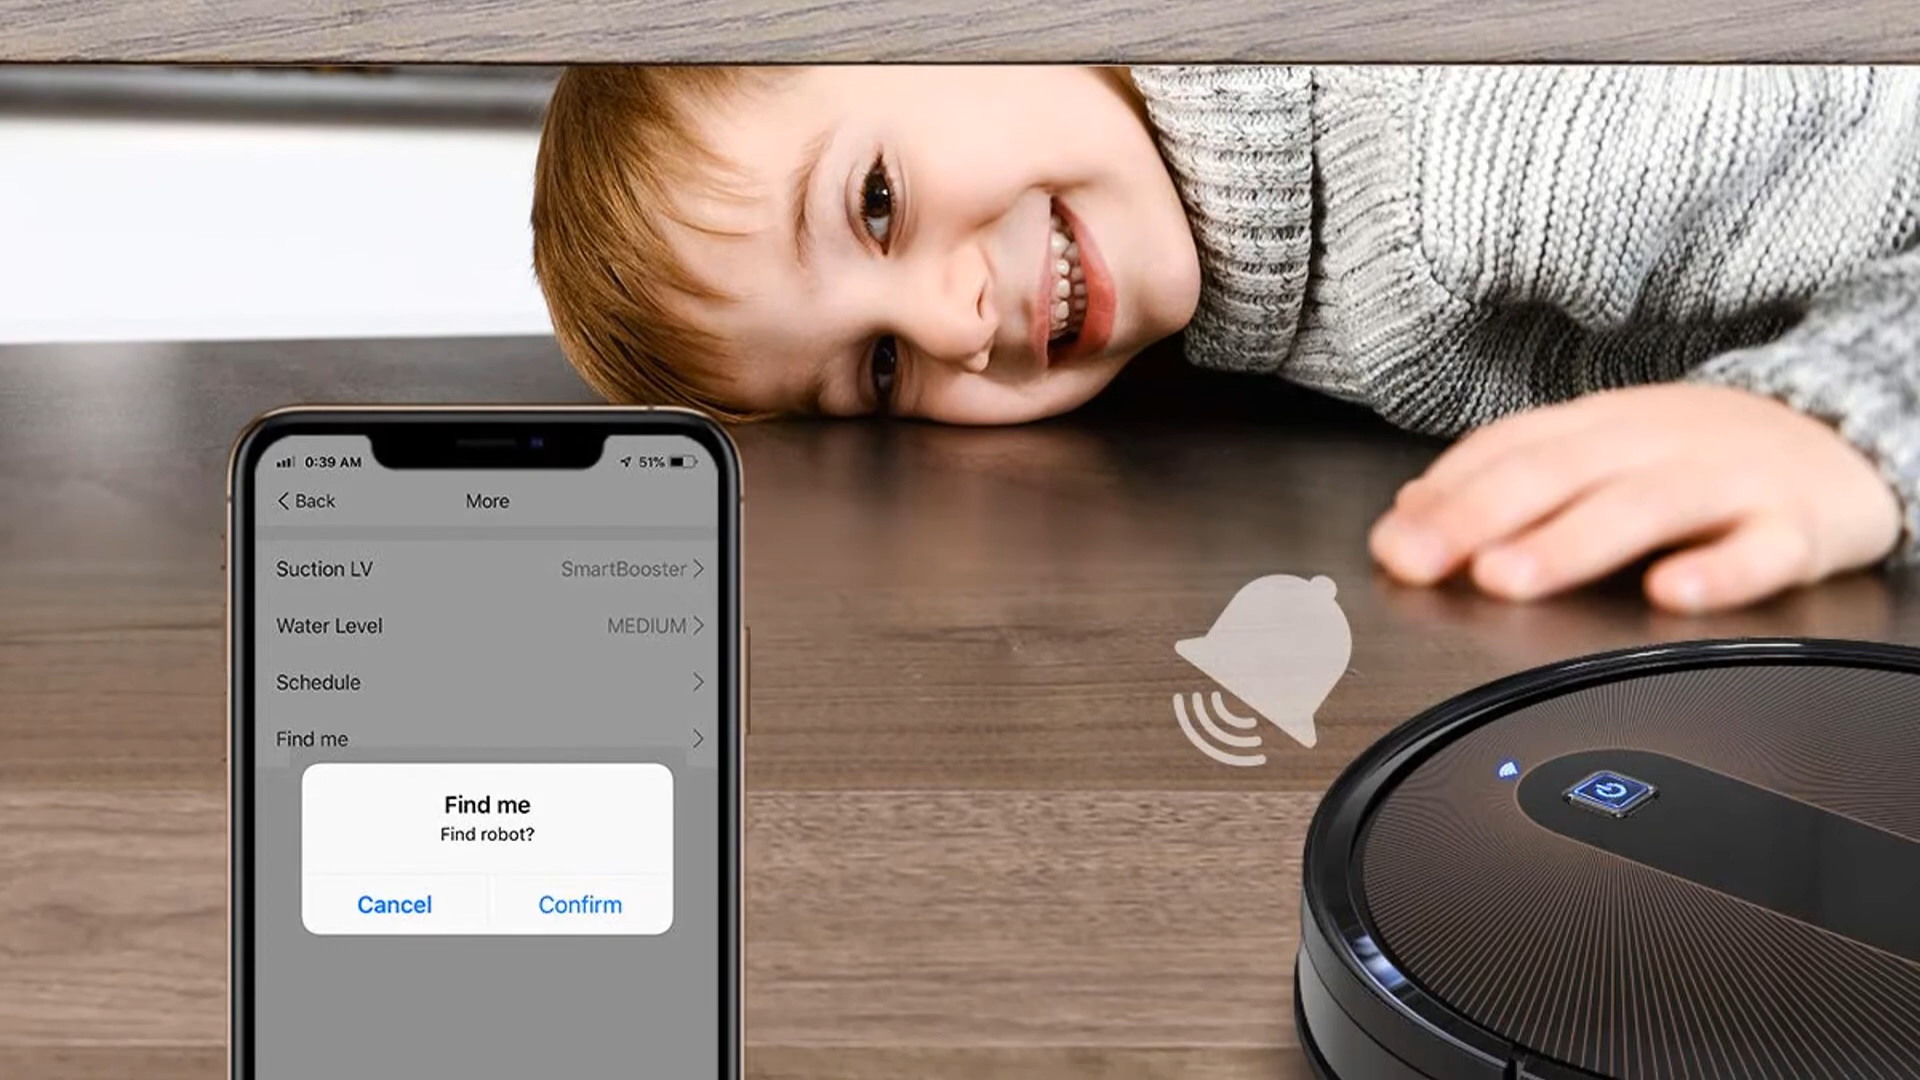 0:39 AM
51%
Back
More
Suction LV
SmartBooster
Water Level
MEDIUM
Schedule
Find me
Find me
Find robot?
Cancel
Confirm